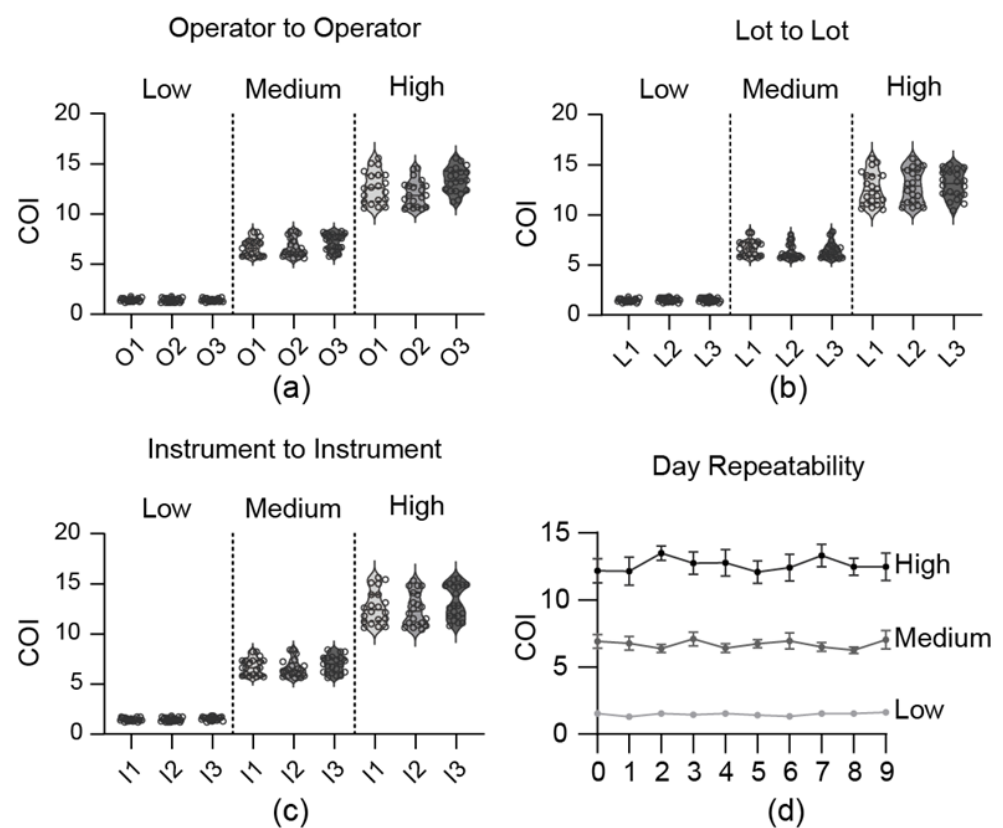 Operator to Operator
Low Medium High
20
15
10
5
0
COI
O1 O2 O3 O1 O2 O3 O1 O2 O3
(a)
Lot to Lot
Low Medium High
20
15
10
5
0
COI
L1 L2 L3 L1 L2 L3 L1 L2 L3
(b)
Instrument to Instrument
Low Medium High
20
15
10
5
0
COI
I1 I2 I3 I1 I2 I3 I1 I2 I3
(c)
Day Repeatability
15
10
5
0
COI
High
Medium
Low
0 1 2 3 4 5 6 7 8 9
(d)